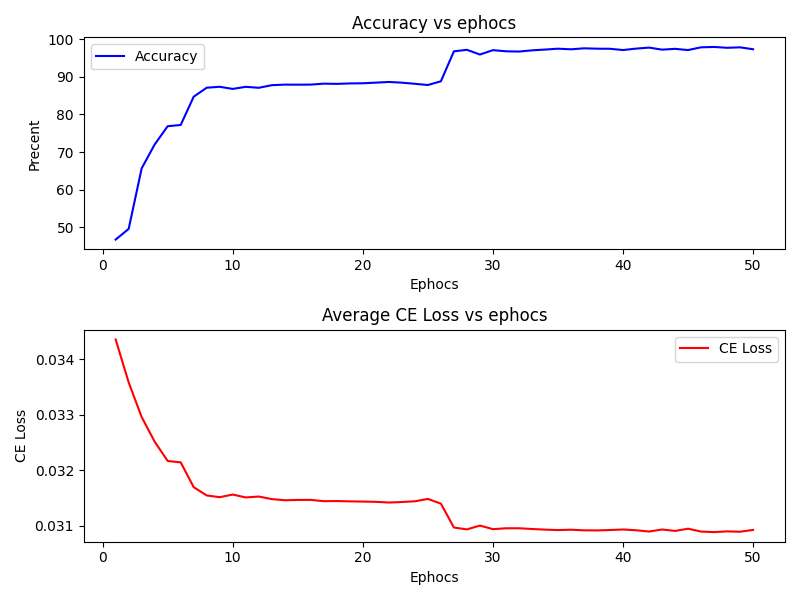 Accuracy vs ephocs
100
90
80
70
60
50
Precent
Accuracy
0 10 20 30 40 50
Ephocs
Average CE Loss vs ephocs
0.034
0.033
0.032
0.031
CE Loss
CE Loss
0 10 20 30 40 50
Ephocs